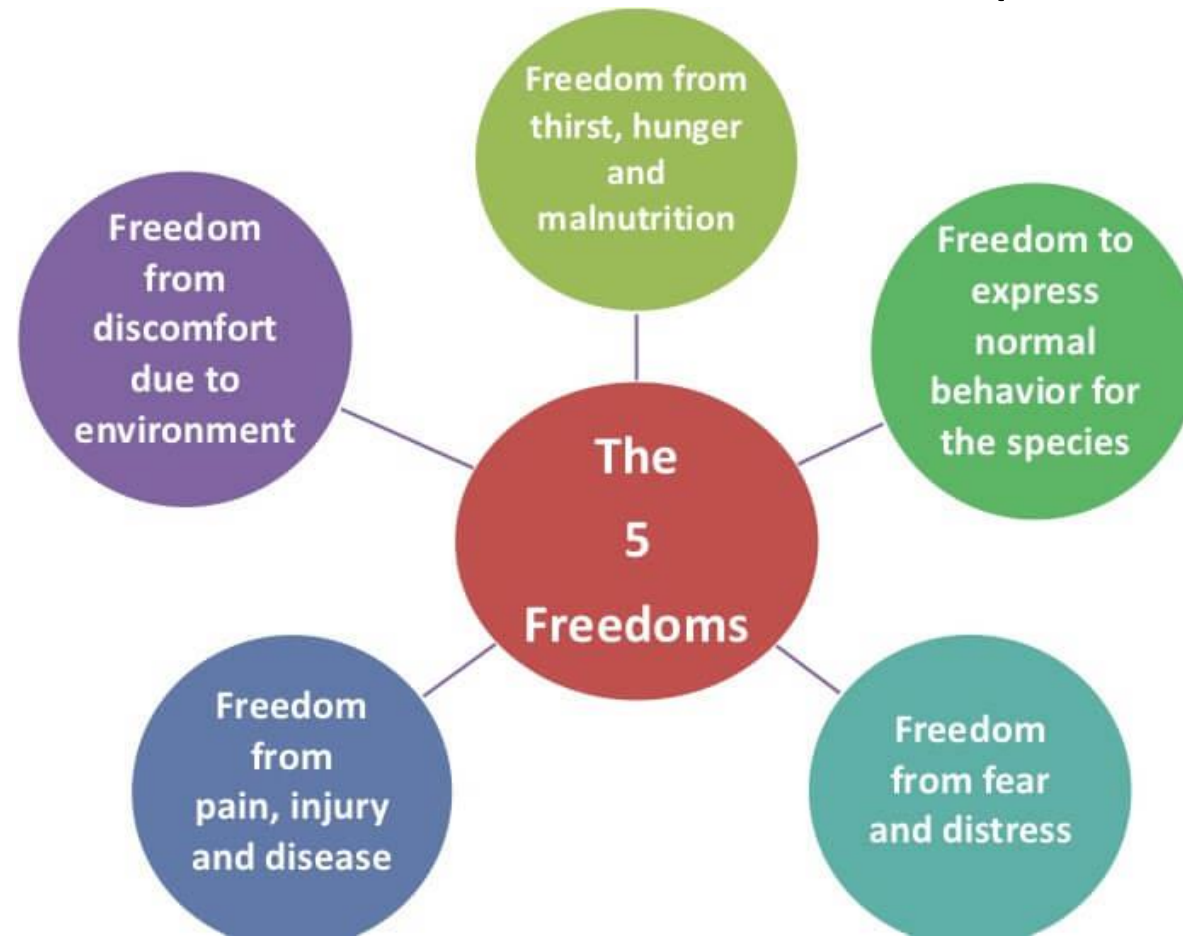 Freedom from
thirst, hunger
and
malnutrition
Freedom to
express
normal
behavior for
the species
Freedom
from fear
and distress
Freedom
from
pain, injury
and disease
Freedom
from
discomfort
due to
environment
The
5
Freedoms